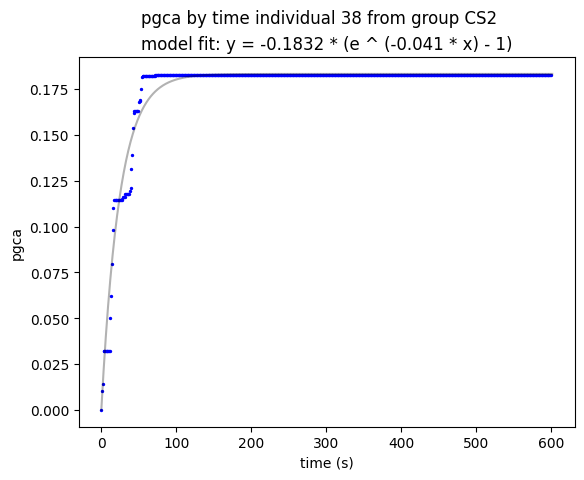 pgca by time individual 38 from group CS2
model fit: y = -0.1832 * (e ^ (-0.041 * x) - 1)
0.175
0.150
0.125
0.100
0.075
0.050
0.025
0.000
pgca
0 100 200 300 400 500 600
time (s)